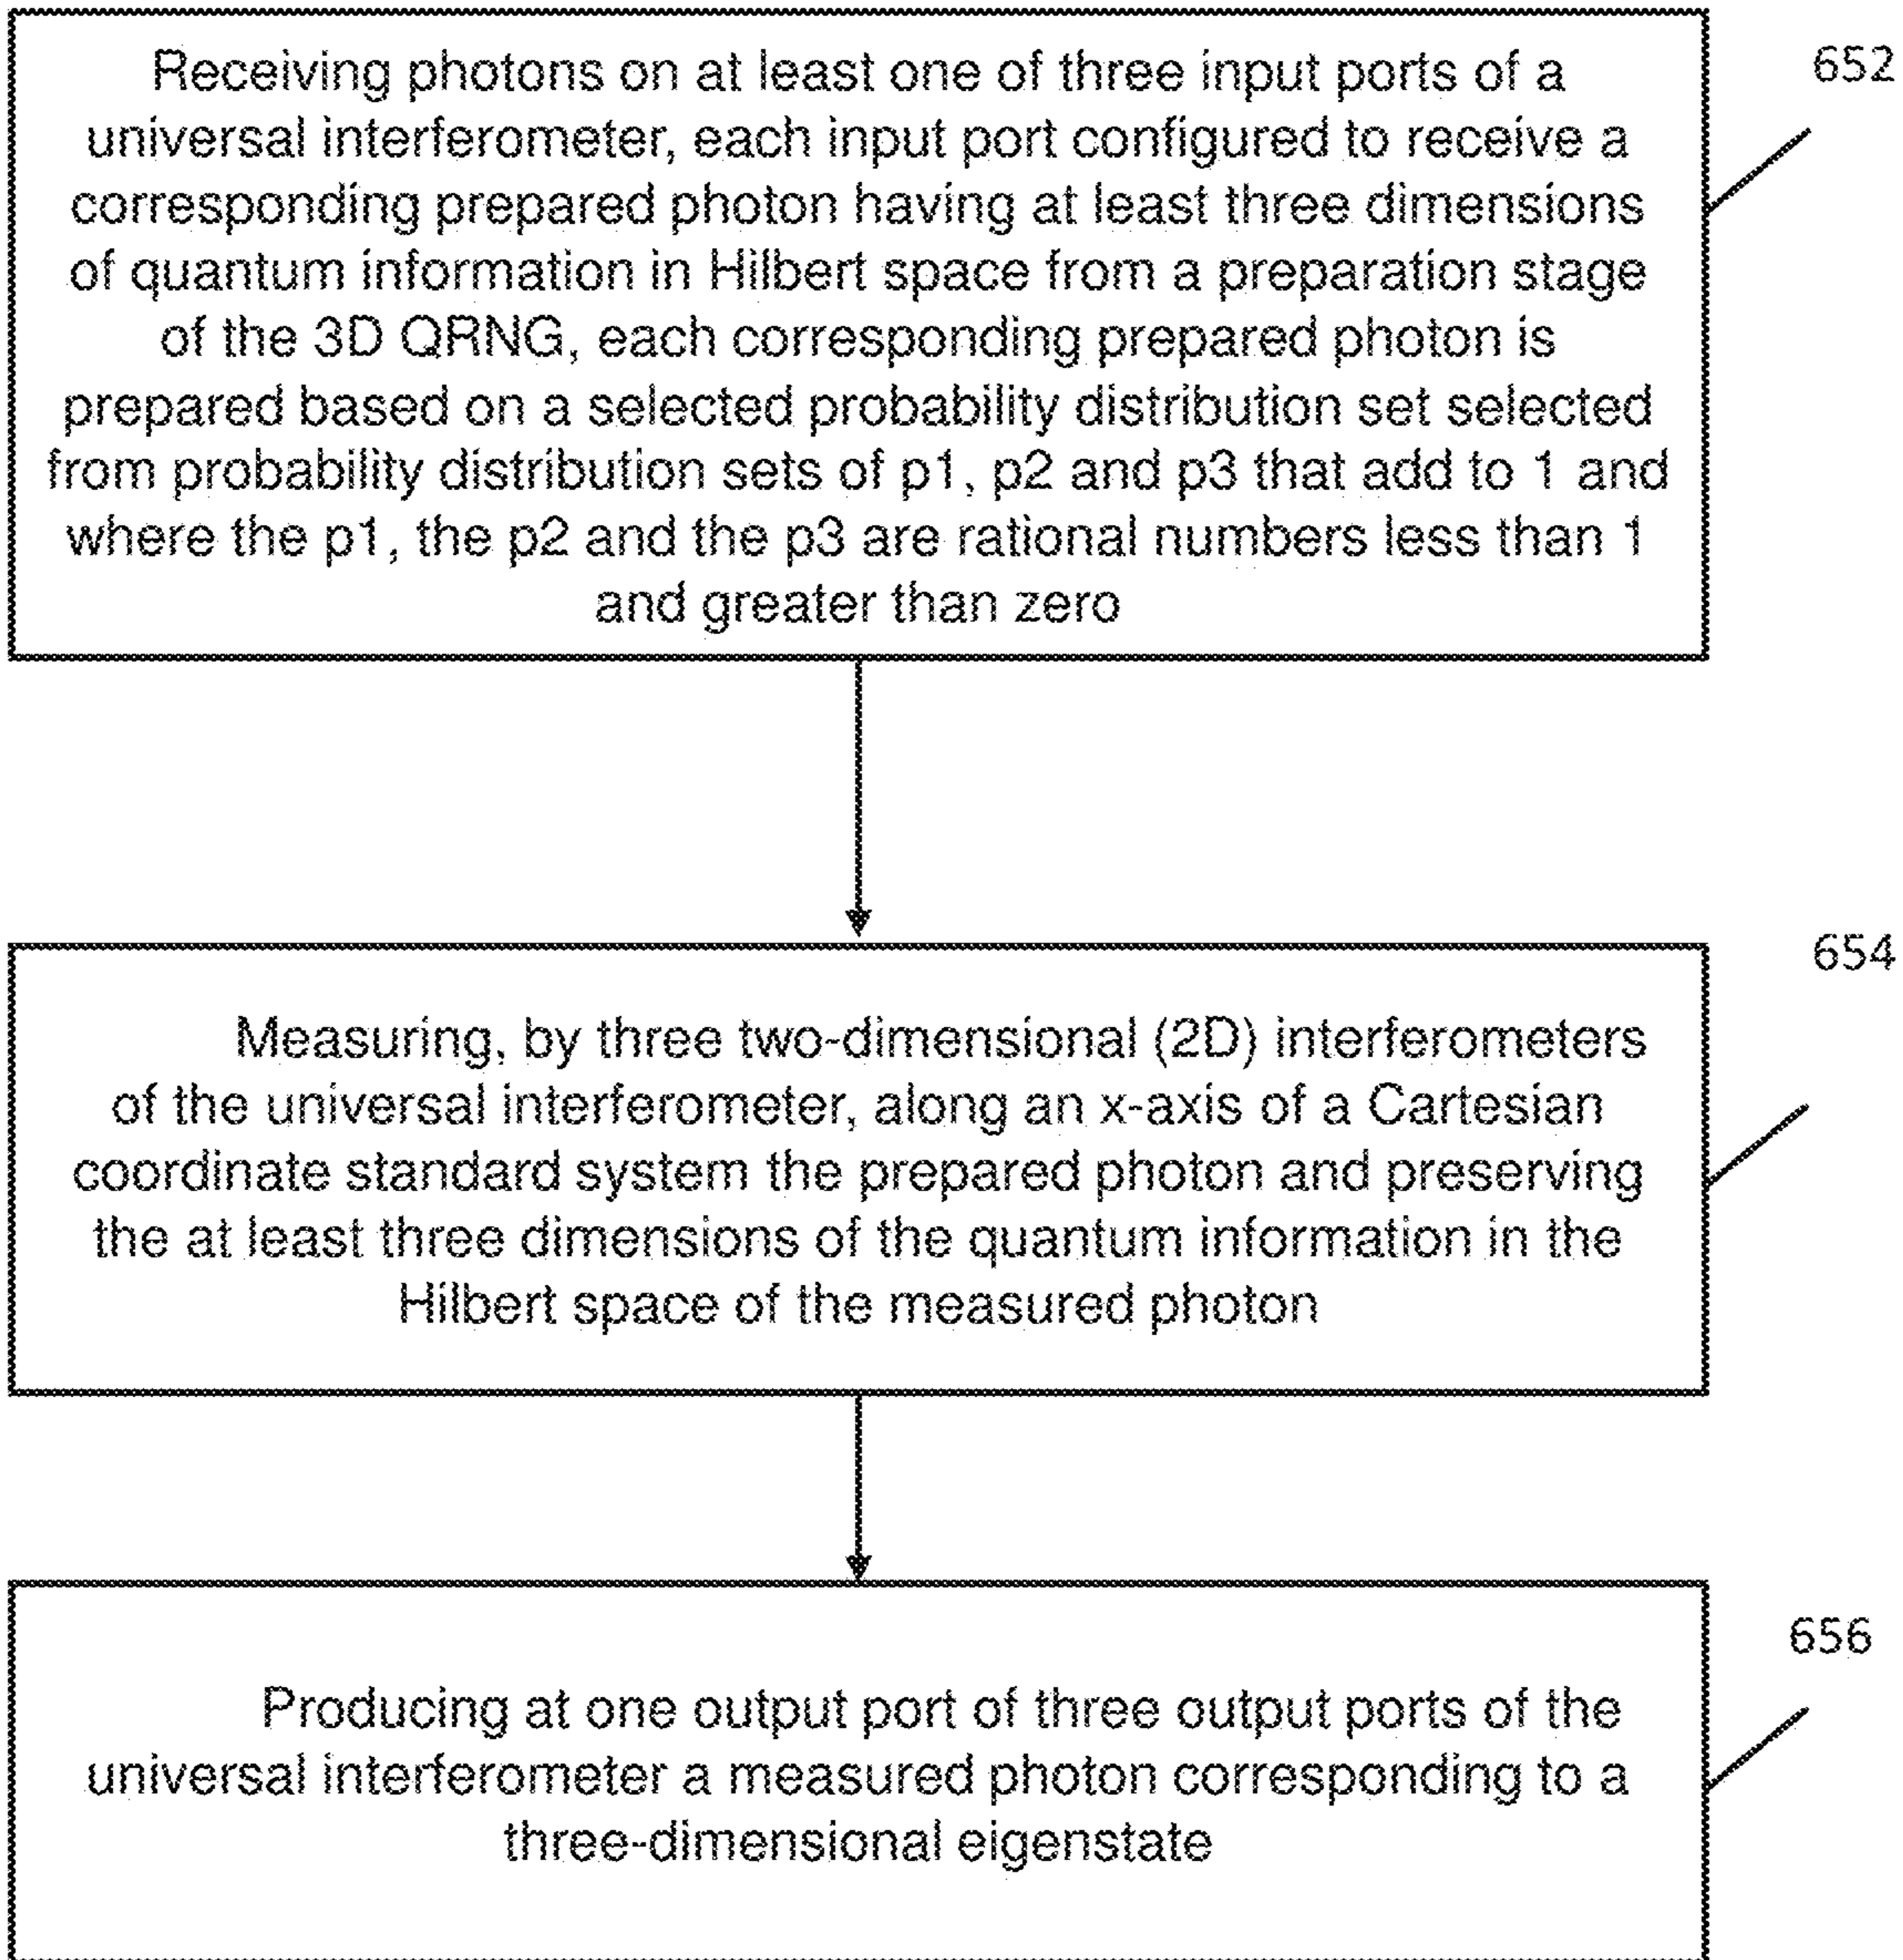 Receiving photons on at least one of three input ports of a
universal interferometer, each input port configured to receive a
corresponding prepared photon having at least three dimensions
of quantum information in Hilbert space from a preparation stage
of the 3D QRNG, each corresponding prepared photon is
prepared based on a selected probability distribution set selected
from probability distribution sets of p1, p2 and p3 that add to 1 and
where the p1, the p2 and the p3 are rational numbers less than 1
and greater than zero
652
Measuring, by three two-dimensional (2D) interferometers
of the universal interferometer, along an x-axis of a Cartesian
coordinate standard system the prepared photon and preserving
the at least three dimensions of the quantum information in the
Hilbert space of the measured photon
654
Producing at one output port of three output ports of the
universal interferometer a measured photon corresponding to a
three-dimensional eigenstate
656